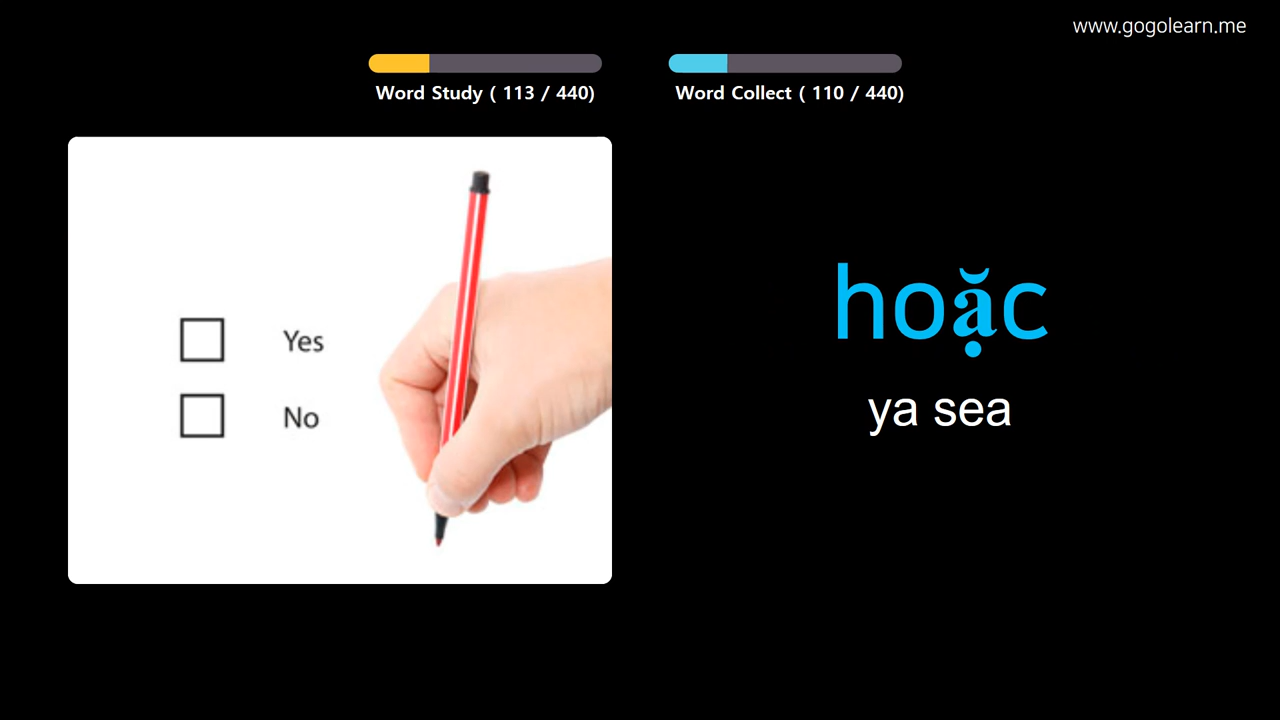 www.gogolearn.me
Word Study ( 113 / 440)
Word Collect ( 110 / 440)
Yes
No
hoặc
ya sea